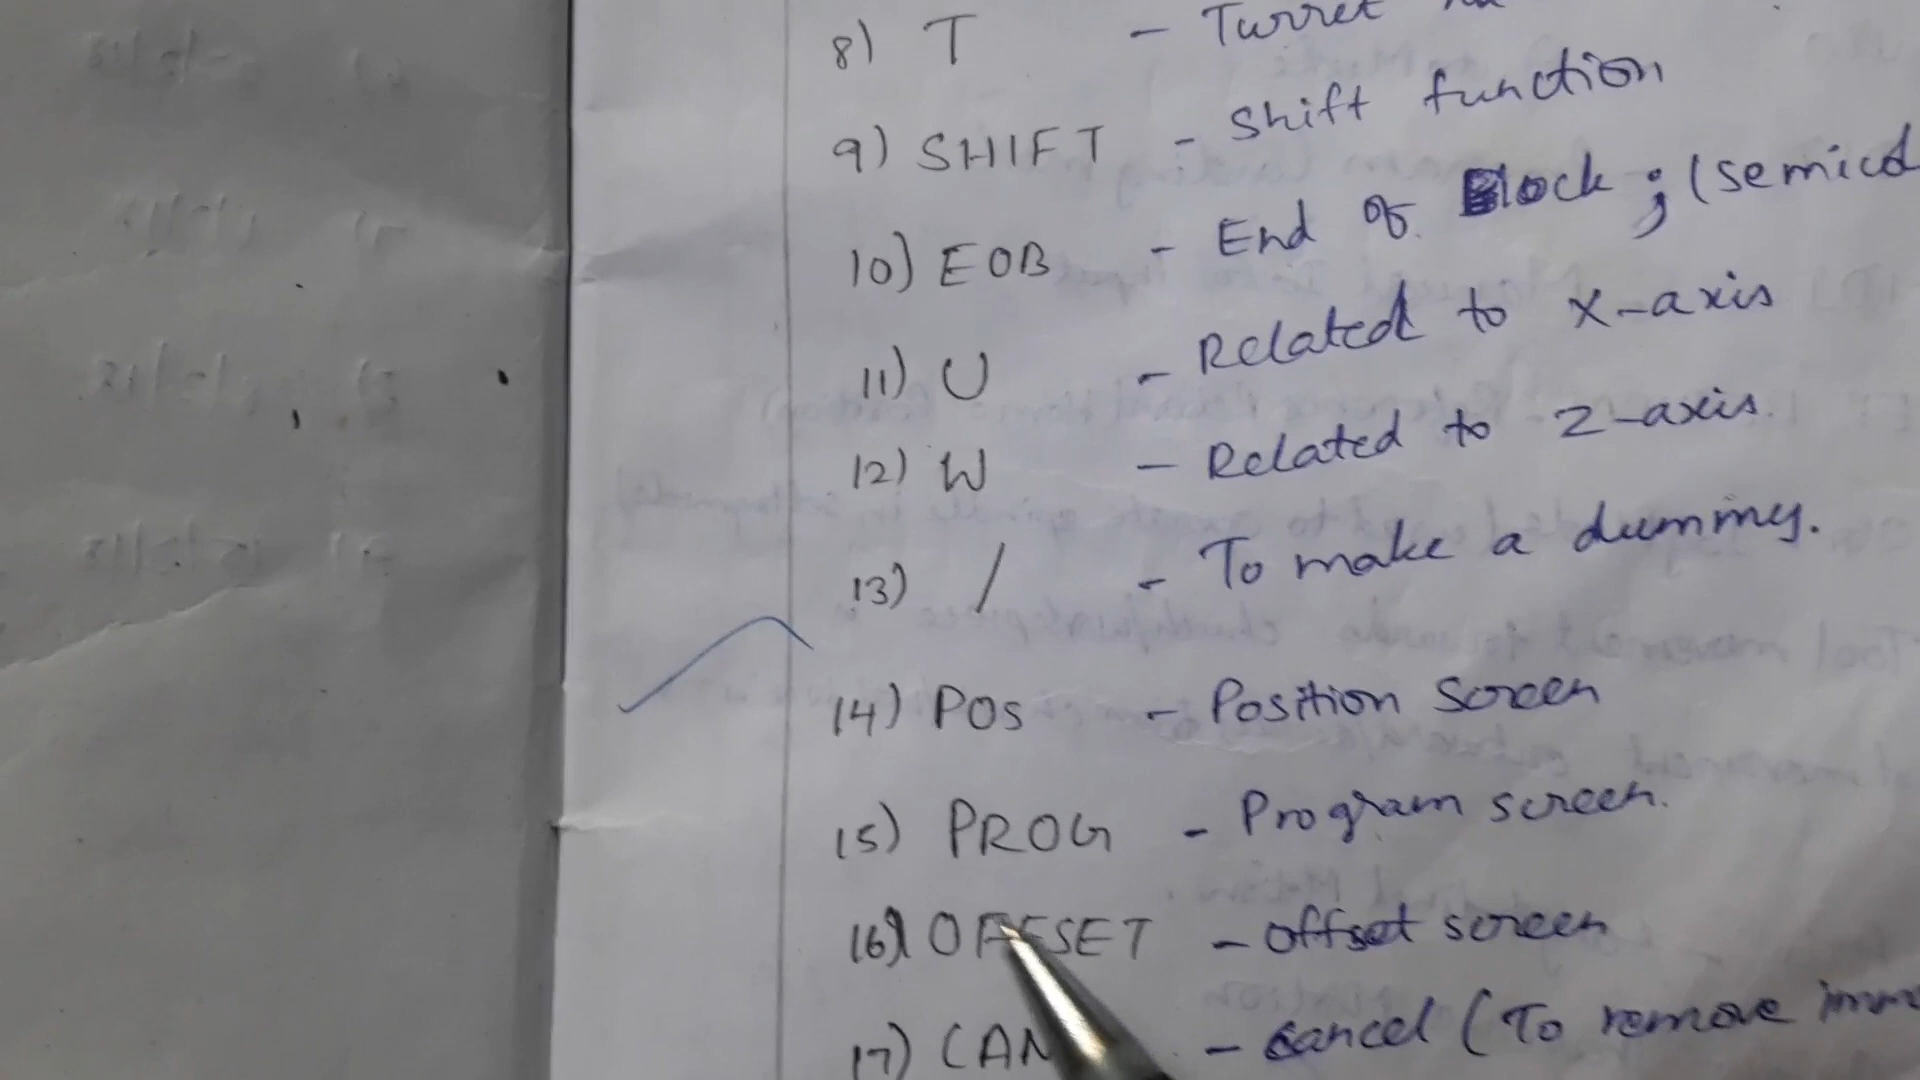 8) T - Turret
9) SHIFT - Shift function
10) EOB - End of Block ; (semicol
11) U - Related to X-axis
12) W - Related to Z-axis.
13) / - To make a dummy.
14) POS - Position Screen
15) PROG - Program screen.
16) OFFSET - Offset screen
17) CAN - Cancel (To remove imm